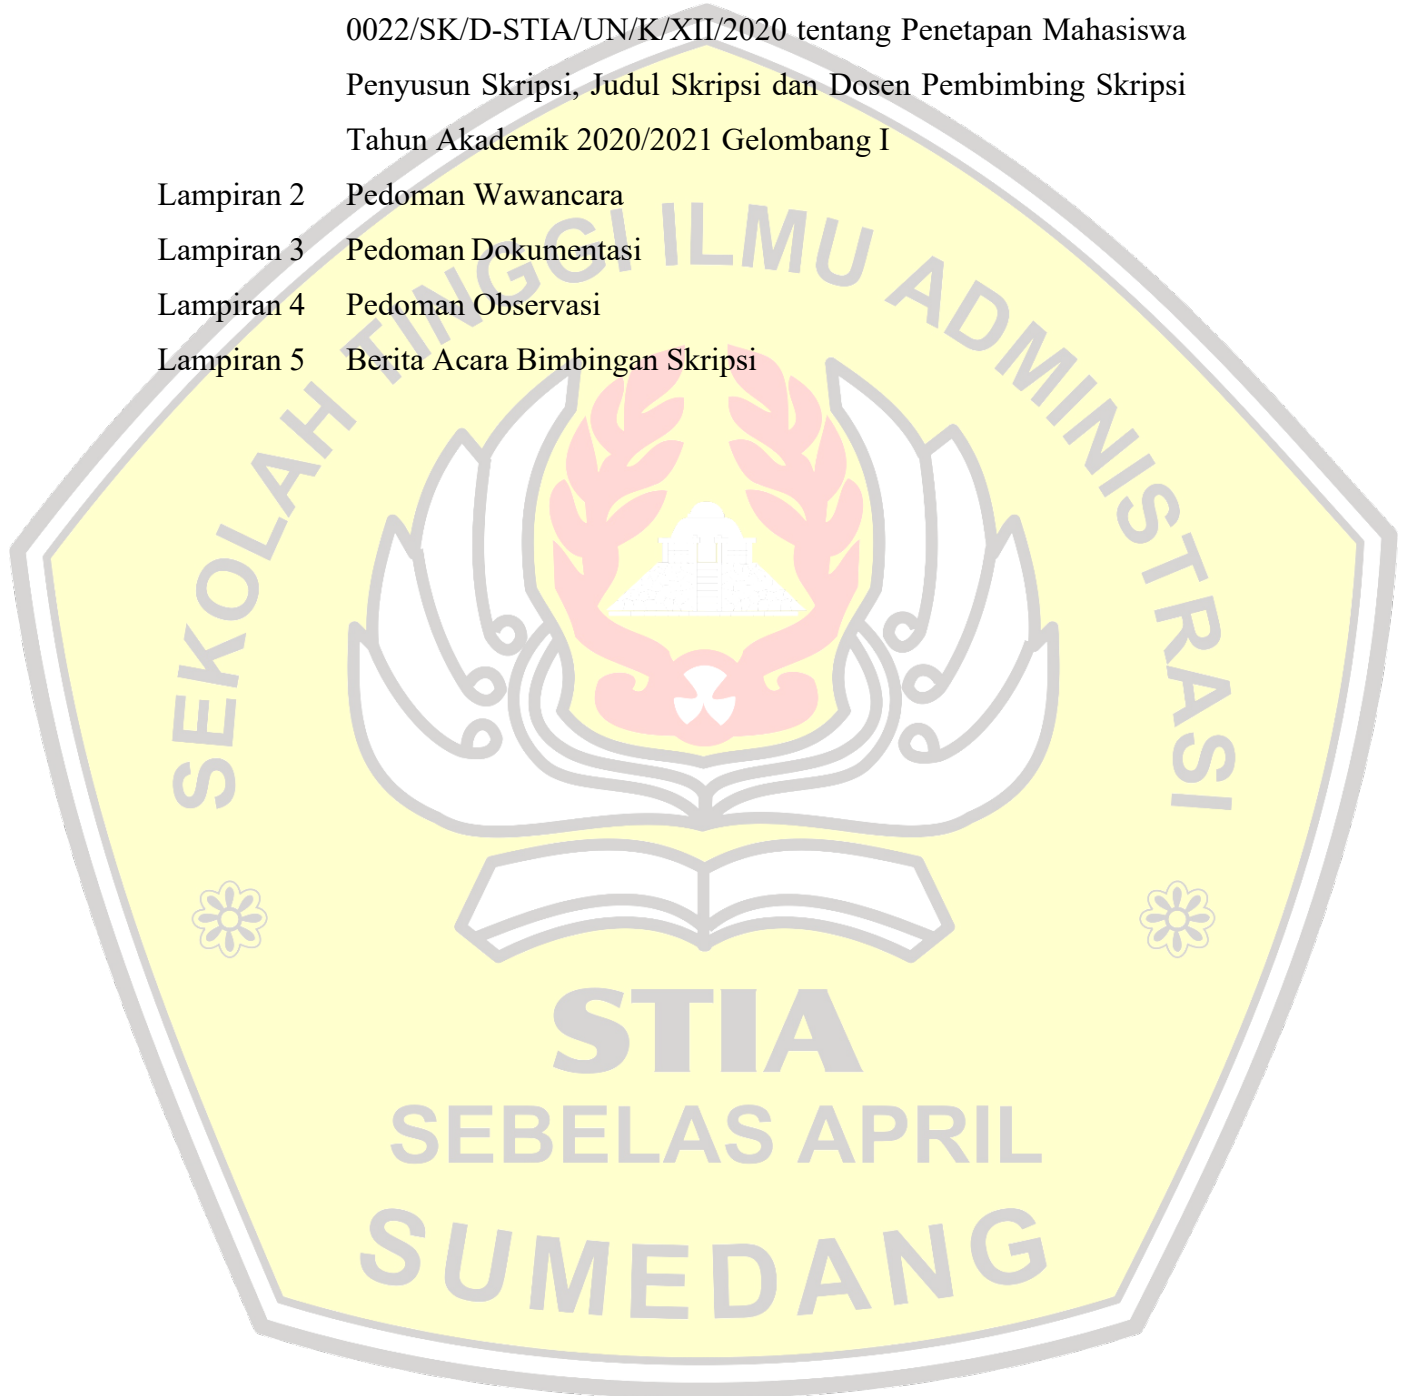 0022/SK/D-STIA/UN/K/XII/2020 tentang Penetapan Mahasiswa
Penyusun Skripsi, Judul Skripsi dan Dosen Pembimbing Skripsi
Tahun Akademik 2020/2021 Gelombang I
Lampiran 2 Pedoman Wawancara
Lampiran 3 Pedoman Dokumentasi
Lampiran 4 Pedoman Observasi
Lampiran 5 Berita Acara Bimbingan Skripsi
SEKOLAH TINGGI ILMU ADMINISTRASI
STIA
SEBELAS APRIL
SUMEDANG